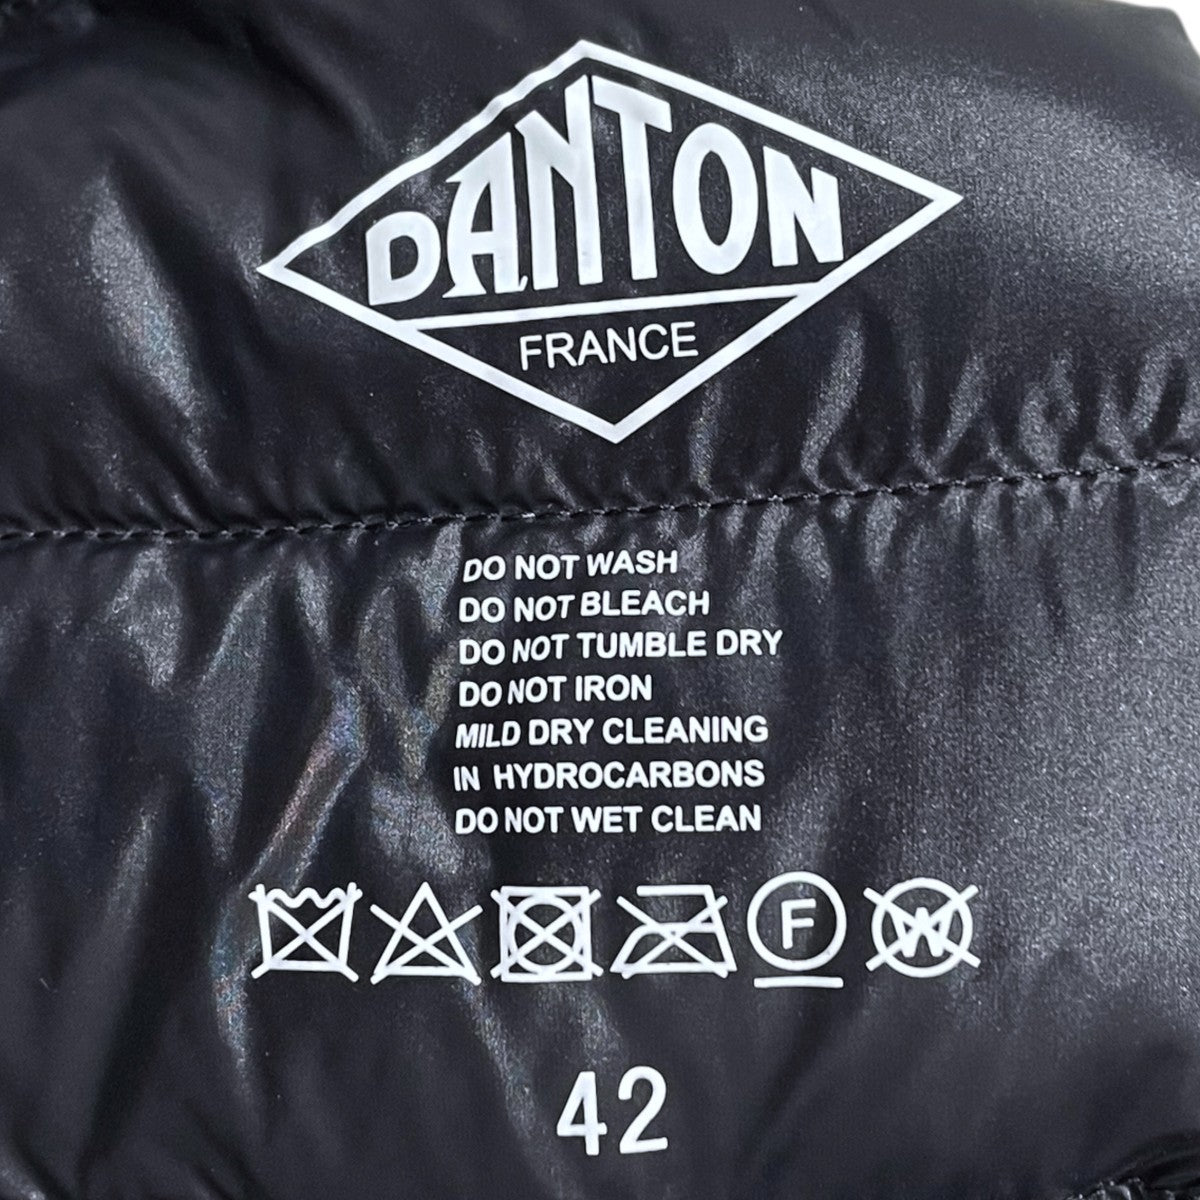 DANTON
FRANCE
DO NOT WASH
DO NOT BLEACH
DO NOT TUMBLE DRY
DO NOT IRON
MILD DRY CLEANING
IN HYDROCARBONS
DO NOT WET CLEAN
F W
42